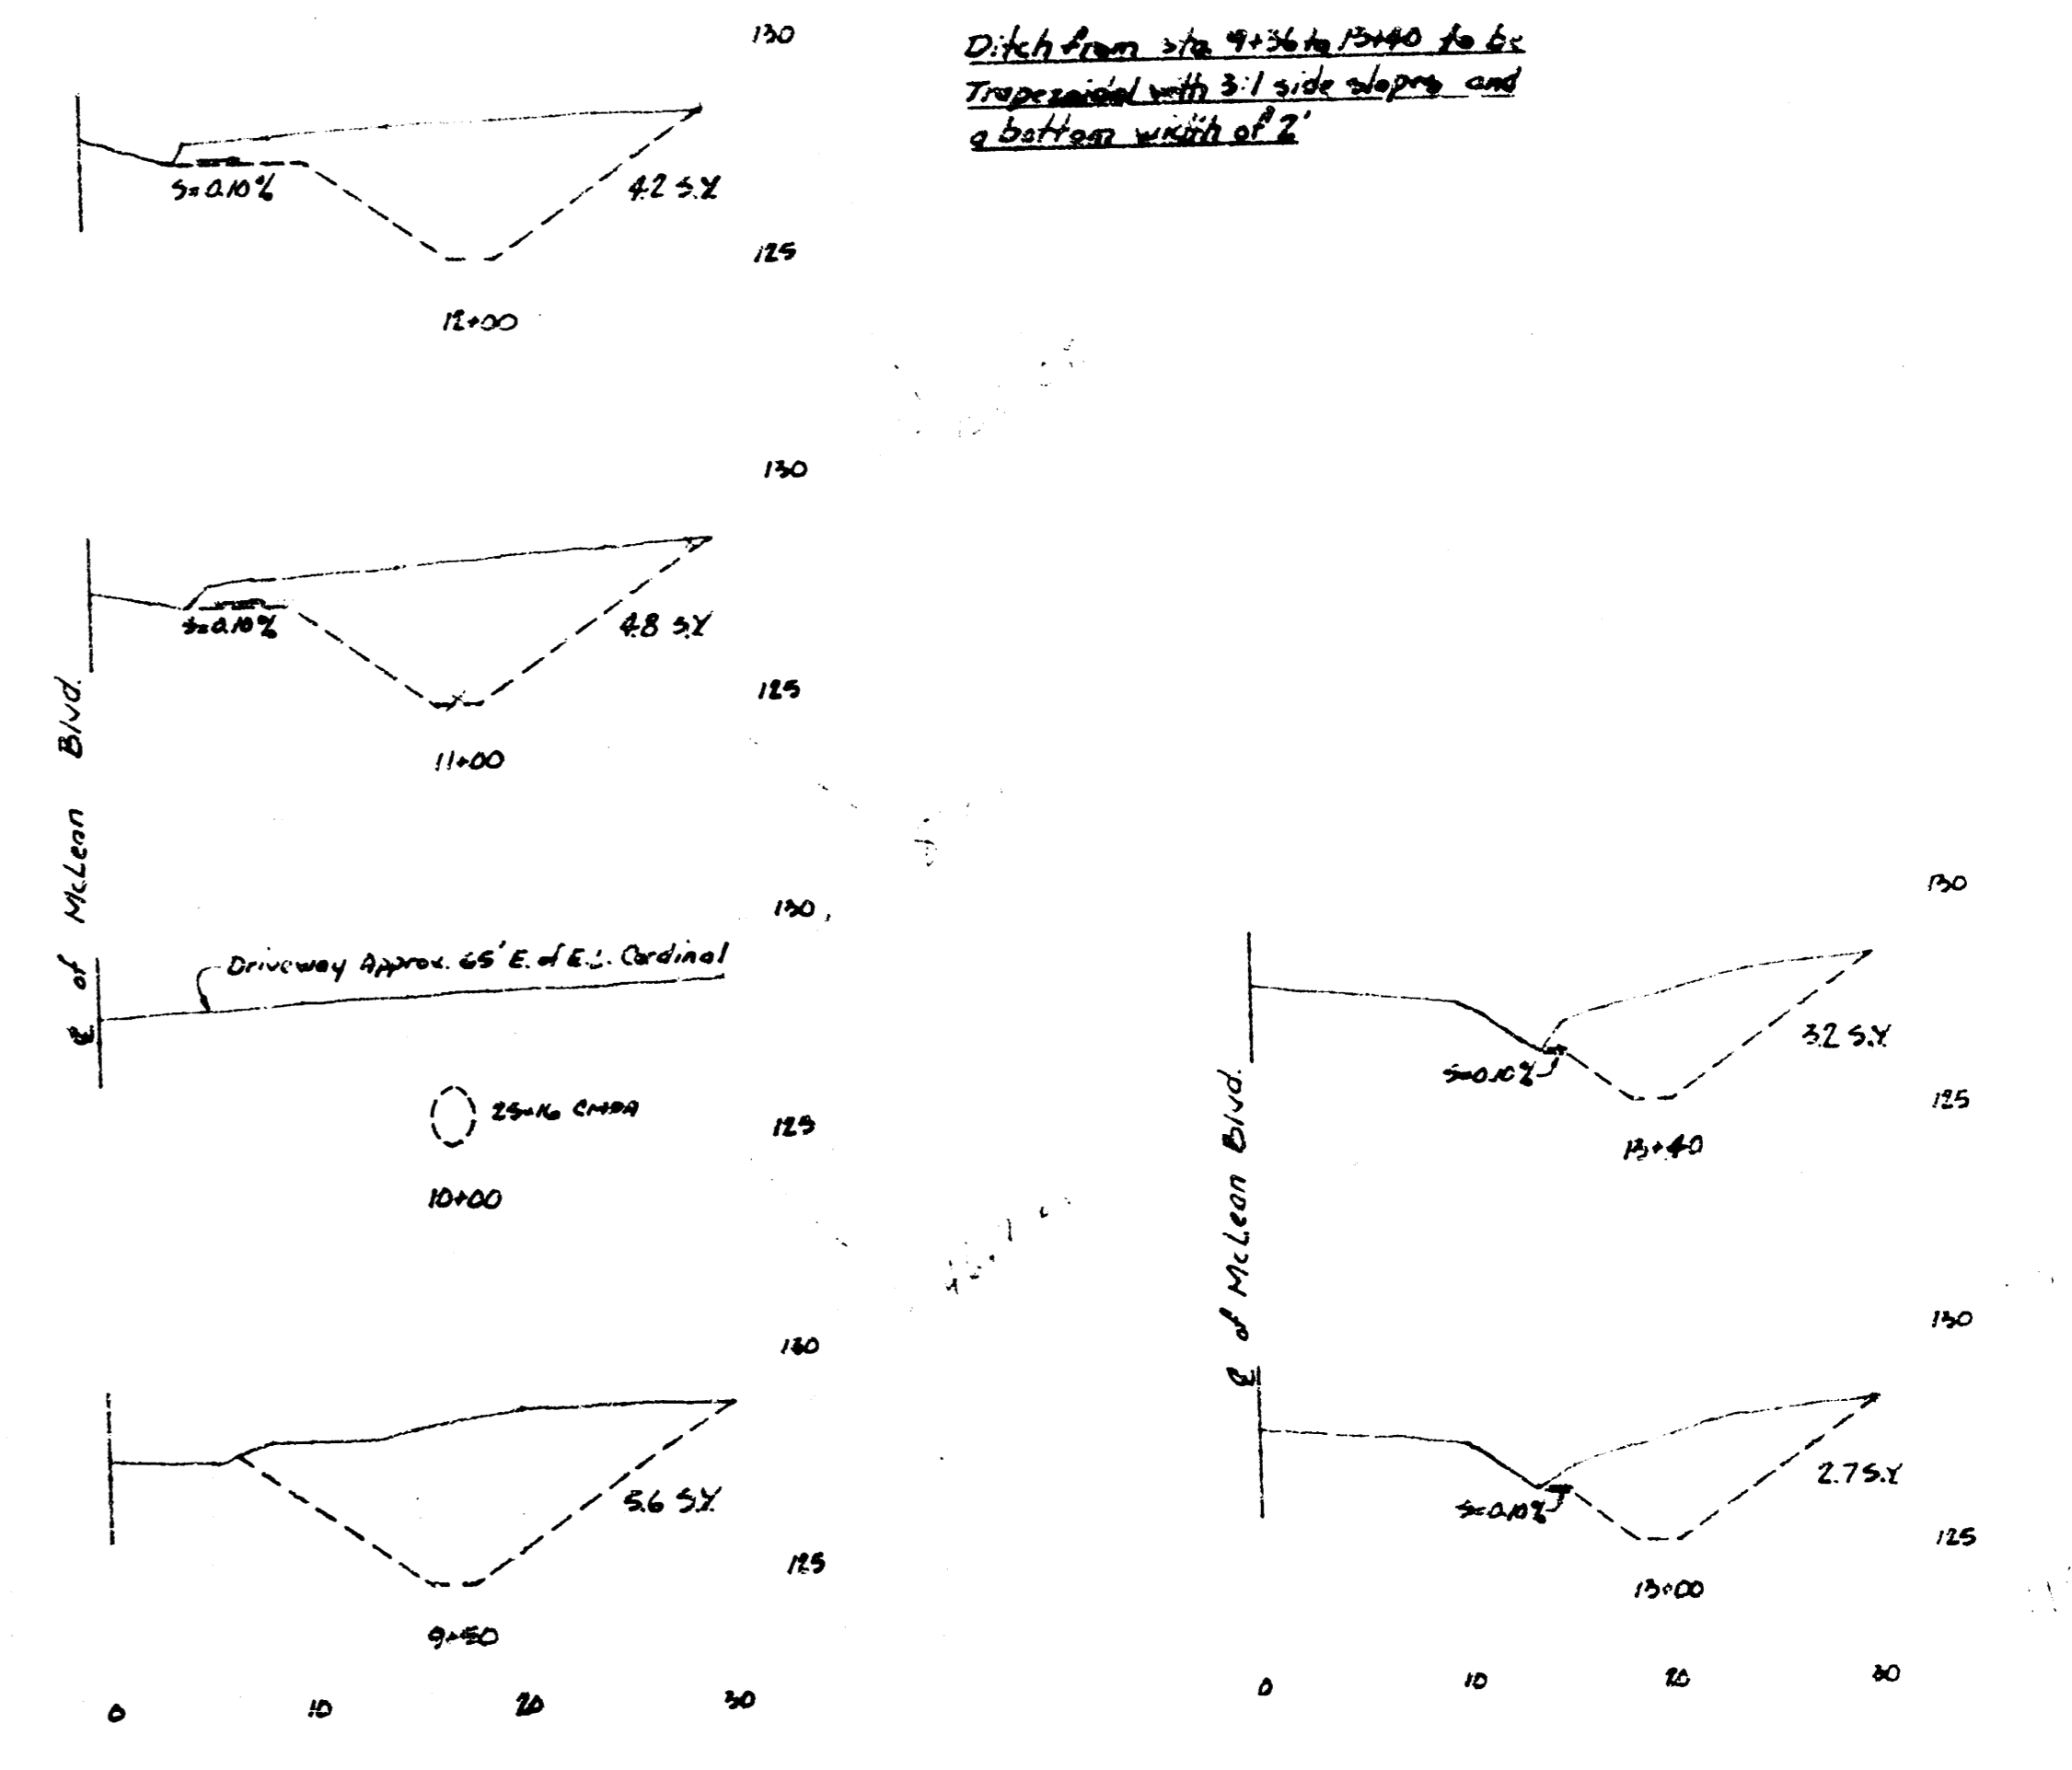 Ditch from sta 9+36 to 13+40 to be
Trapezoidal with 3:1 side slopes and
a bottom width of 2'
130
S=0.10%
4.2 S.Y.
125
12+00
130
S=0.10%
4.8 S.Y.
125
11+00
℄ of McLean Blvd.
130
Driveway Approx. 65' E. of E.L. Cardinal
25x16 CMPA
125
10+00
130
5.6 S.Y.
125
9+50
0 10 20 30
130
S=0.10%
3.2 S.Y.
125
13+40
℄ of McLean Blvd.
130
S=0.10%
2.7 S.Y.
125
13+00
0 10 20 30